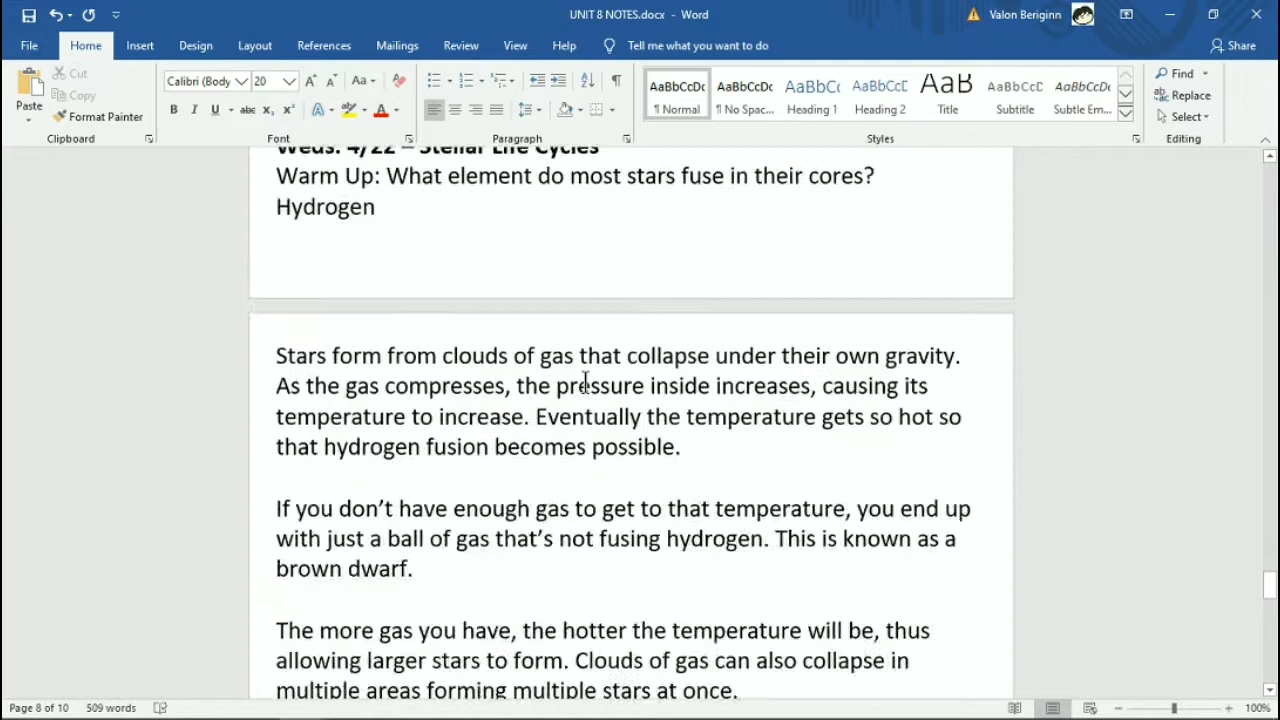 UNIT 8 NOTES.docx - Word
Valon Beriginn
File Home Insert Design Layout References Mailings Review View Help Tell me what you want to do Share
Paste
Cut
Copy
Format Painter
Clipboard
Calibri (Body 20
Font
Paragraph
AaBbCcDc AaBbCcDc AaBbCc AaBbCcD AaB AaBbCcD AaBbCcDc
¶ Normal ¶ No Spac... Heading 1 Heading 2 Title Subtitle Subtle Em...
Styles
Find
Replace
Select
Editing
Weds. 4/22 – Stellar Life Cycles
Warm Up: What element do most stars fuse in their cores?
Hydrogen
Stars form from clouds of gas that collapse under their own gravity.
As the gas compresses, the pressure inside increases, causing its
temperature to increase. Eventually the temperature gets so hot so
that hydrogen fusion becomes possible.
If you don’t have enough gas to get to that temperature, you end up
with just a ball of gas that’s not fusing hydrogen. This is known as a
brown dwarf.
The more gas you have, the hotter the temperature will be, thus
allowing larger stars to form. Clouds of gas can also collapse in
multiple areas forming multiple stars at once.
Page 8 of 10 509 words 100%